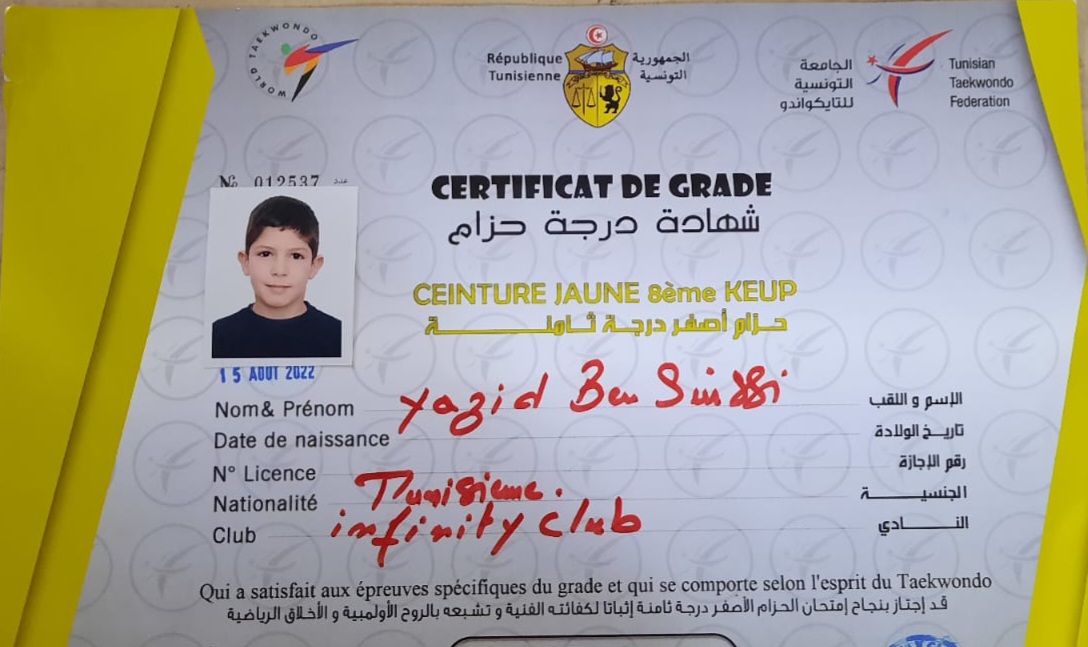 WORLD TAEKWONDO
République
Tunisienne
الجمهورية
التونسية
الجامعة
التونسية
للتايكواندو
Tunisian
Taekwondo
Federation
№ 012537 عدد
CERTIFICAT DE GRADE
شهادة درجة حزام
CEINTURE JAUNE 8ème KEUP
حزام أصفر درجة ثامنة
15 AOUT 2022
Nom& Prénom Yazid Ben الإسم و اللقب
Date de naissance تاريخ الولادة
N° Licence رقم الإجازة
Nationalité Tunisienne. الجنسية
Club infinity club النادي
Qui a satisfait aux épreuves spécifiques du grade et qui se comporte selon l'esprit du Taekwondo
قد إجتاز بنجاح إمتحان الحزام الأصفر درجة ثامنة إثباتا لكفائته الفنية و تشبعه بالروح الأولمبية و الأخلاق الرياضية